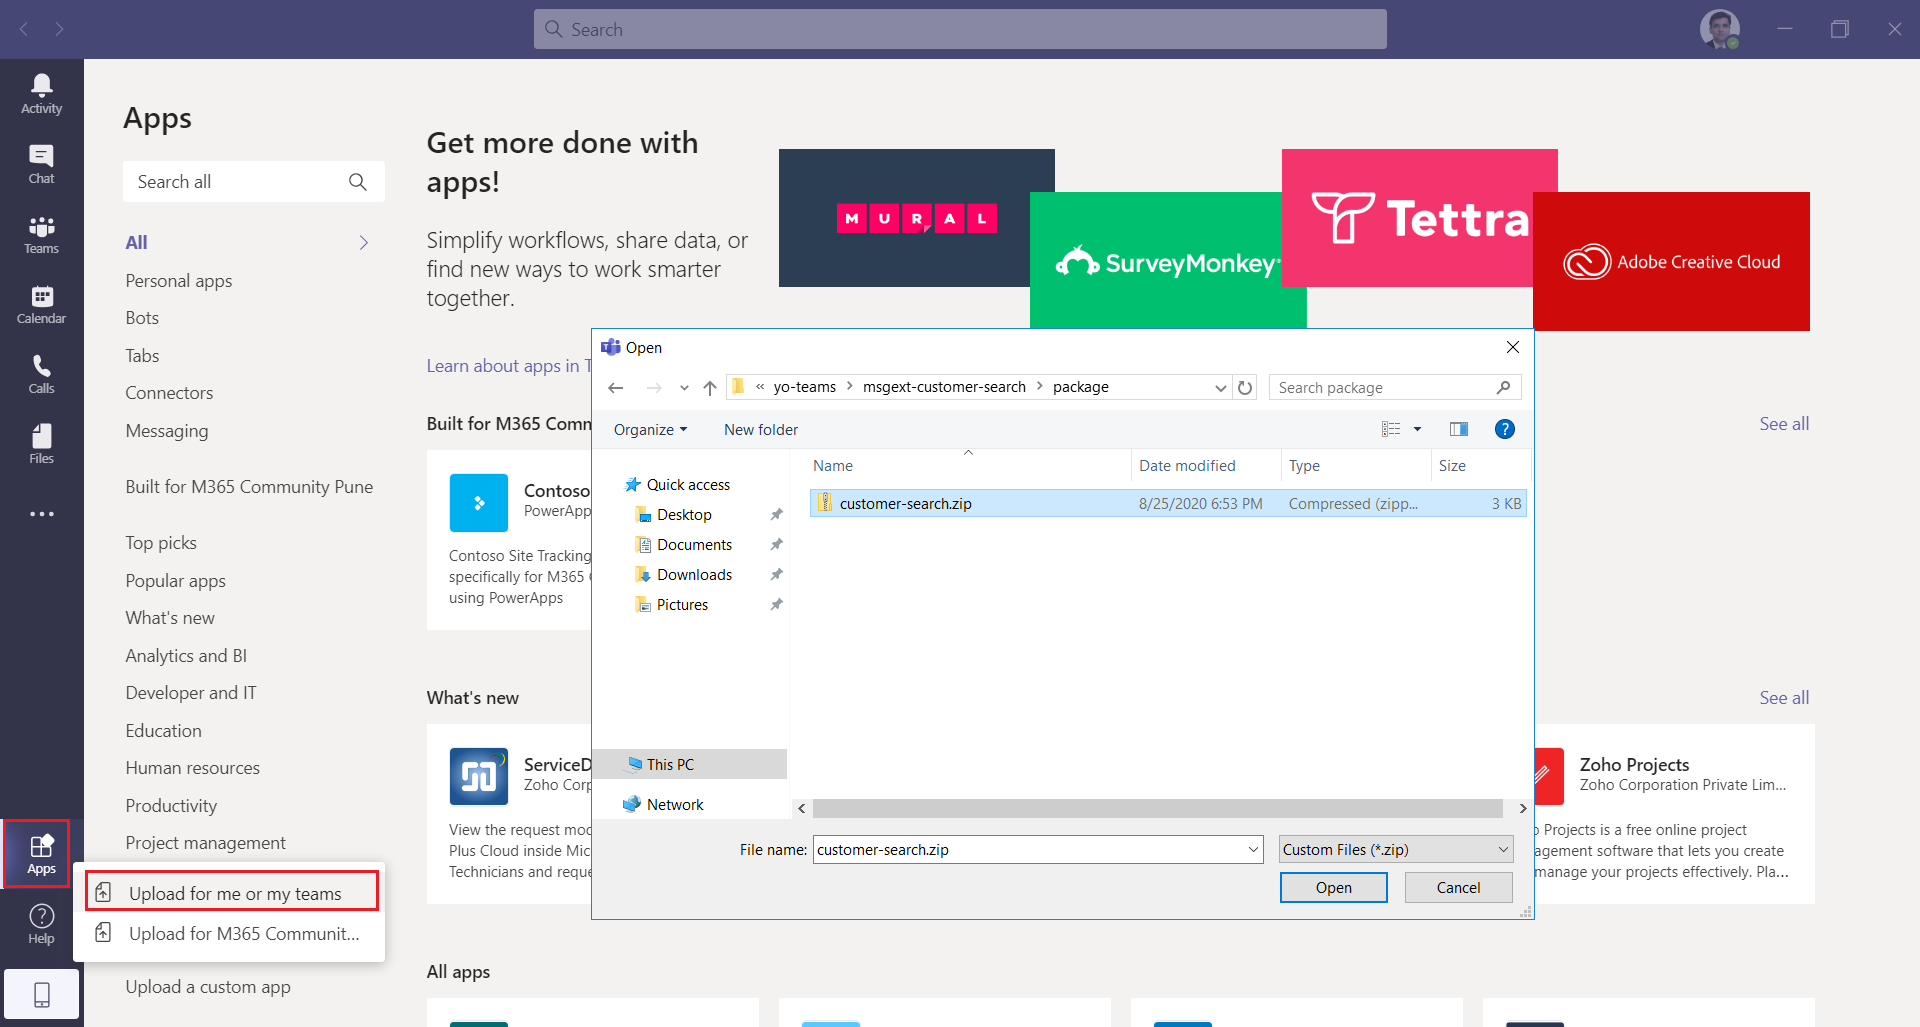 Search
Activity
Chat
Teams
Calendar
Calls
Files
Apps
Help
Apps
Search all
All
Personal apps
Bots
Tabs
Connectors
Messaging
Built for M365 Community Pune
Top picks
Popular apps
What's new
Analytics and BI
Developer and IT
Education
Human resources
Productivity
Project management
Upload for me or my teams
Upload for M365 Communit...
Upload a custom app
Get more done with
apps!
Simplify workflows, share data, or
find new ways to work smarter
together.
Learn about apps in T
MURAL
SurveyMonkey
Tettra
Adobe Creative Cloud
Built for M365 Comm
See all
Contoso
PowerApp
Contoso Site Tracking
specifically for M365
using PowerApps
What's new
See all
ServiceD
Zoho Corp
View the request mod
Plus Cloud inside Mic
Technicians and reque
Zoho Projects
Zoho Corporation Private Lim...
Projects is a free online project
agement software that lets you create
manage your projects effectively. Pla...
All apps
Open
« yo-teams > msgext-customer-search > package
Search package
Organize
New folder
?
Quick access
Desktop
Documents
Downloads
Pictures
This PC
Network
Name Date modified Type Size
customer-search.zip 8/25/2020 6:53 PM Compressed (zipp... 3 KB
File name: customer-search.zip
Custom Files (*.zip)
Open
Cancel